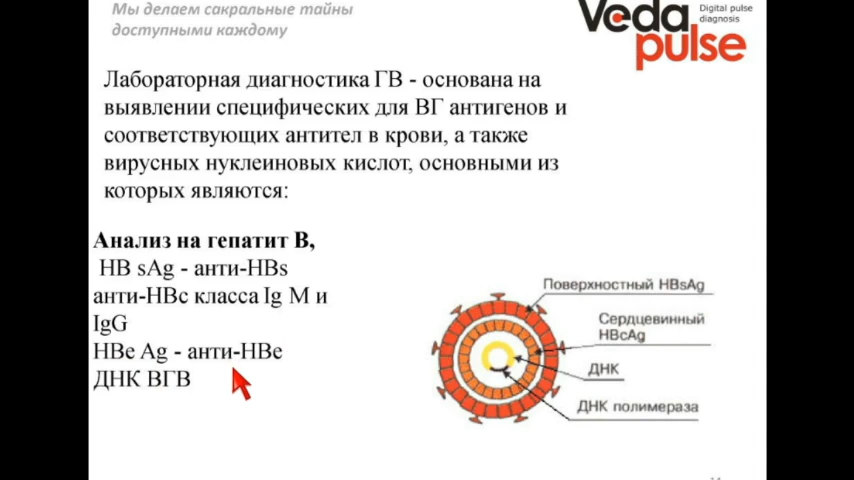 Мы делаем сакральные тайны
доступными каждому
Veda
pulse
Digital pulse
diagnosis
Лабораторная диагностика ГВ - основана на
выявлении специфических для ВГ антигенов и
соответствующих антител в крови, а также
вирусных нуклеиновых кислот, основными из
которых являются:
Анализ на гепатит В,
HB sAg - анти-HBs
анти-HBc класса Ig M и
IgG
HBe Ag - анти-HBe
ДНК ВГВ
Поверхностный HBsAg
Сердцевинный
HBcAg
ДНК
ДНК полимераза